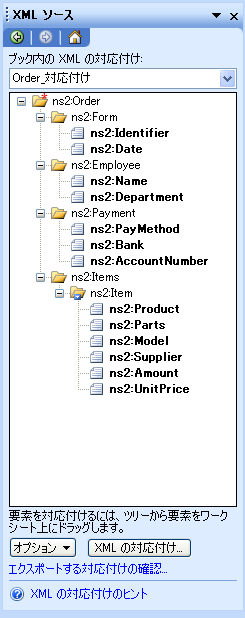 XML ソース
ブック内の XML の対応付け:
Order_対応付け
ns2:Order
ns2:Form
ns2:Identifier
ns2:Date
ns2:Employee
ns2:Name
ns2:Department
ns2:Payment
ns2:PayMethod
ns2:Bank
ns2:AccountNumber
ns2:Items
ns2:Item
ns2:Product
ns2:Parts
ns2:Model
ns2:Supplier
ns2:Amount
ns2:UnitPrice
要素を対応付けるには、ツリーから要素をワーク
シート上にドラッグします。
オプション XML の対応付け...
エクスポートする対応付けの確認...
XML の対応付けのヒント